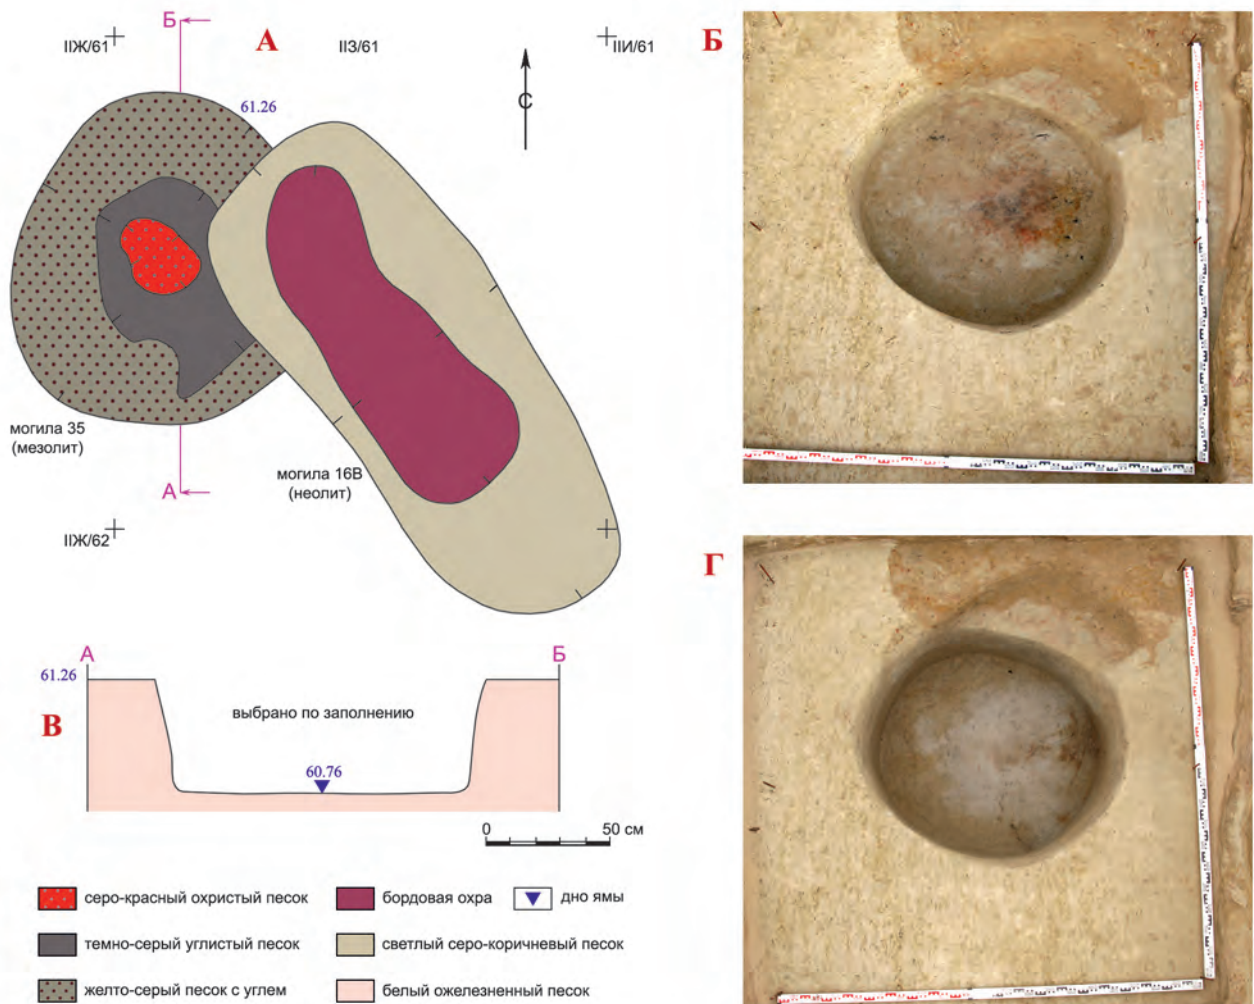 Б
А
Б
IIЖ/61
IIЗ/61
IIИ/61
61.26
С
могила 35
(мезолит)
могила 16В
(неолит)
А
IIЖ/62
Г
А
Б
61.26
В
выбрано по заполнению
60.76
0
50 см
серо-красный охристый песок
бордовая охра
дно ямы
темно-серый углистый песок
светлый серо-коричневый песок
желто-серый песок с углем
белый ожелезненный песок